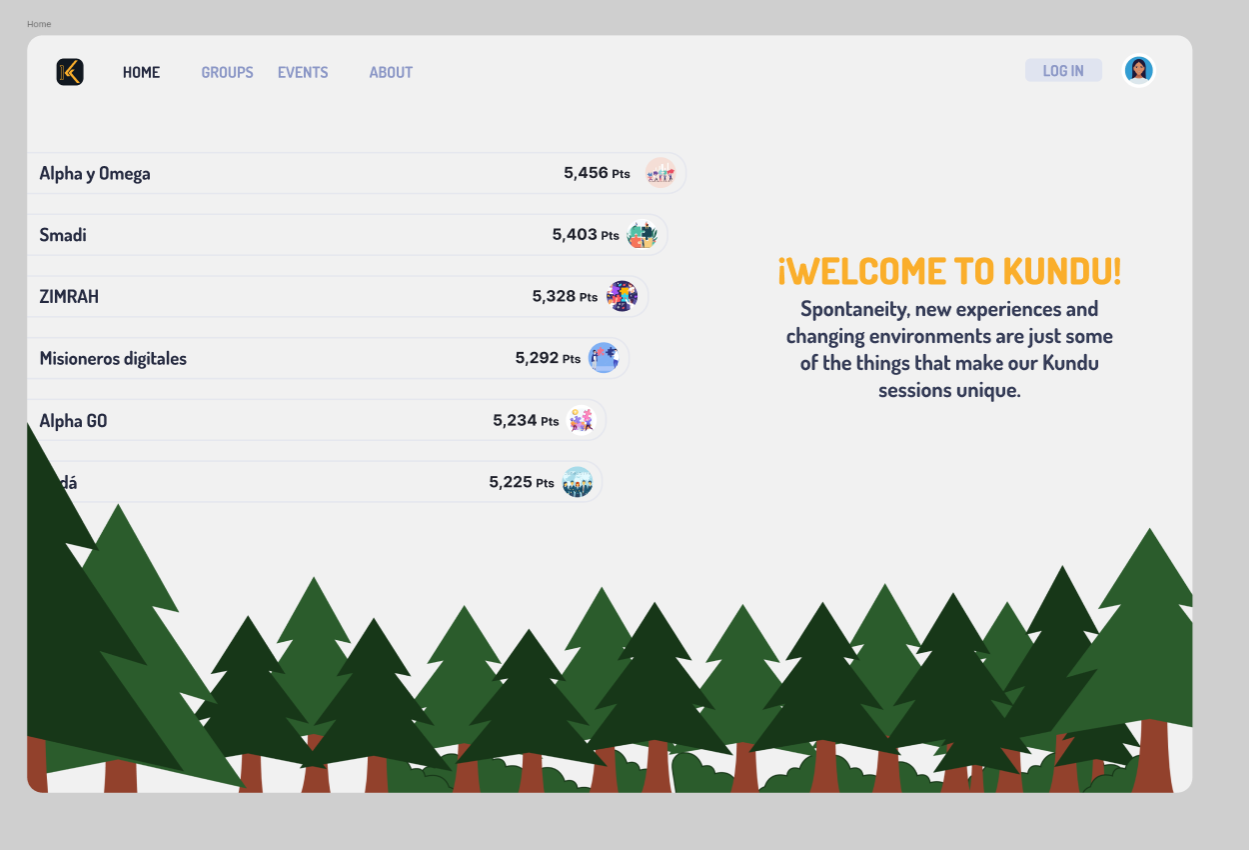 Home
HOME GROUPS EVENTS ABOUT LOG IN
Alpha y Omega 5,456 Pts
Smadi 5,403 Pts
ZIMRAH 5,328 Pts
Misioneros digitales 5,292 Pts
Alpha GO 5,234 Pts
5,225 Pts
¡WELCOME TO KUNDU!
Spontaneity, new experiences and
changing environments are just some
of the things that make our Kundu
sessions unique.